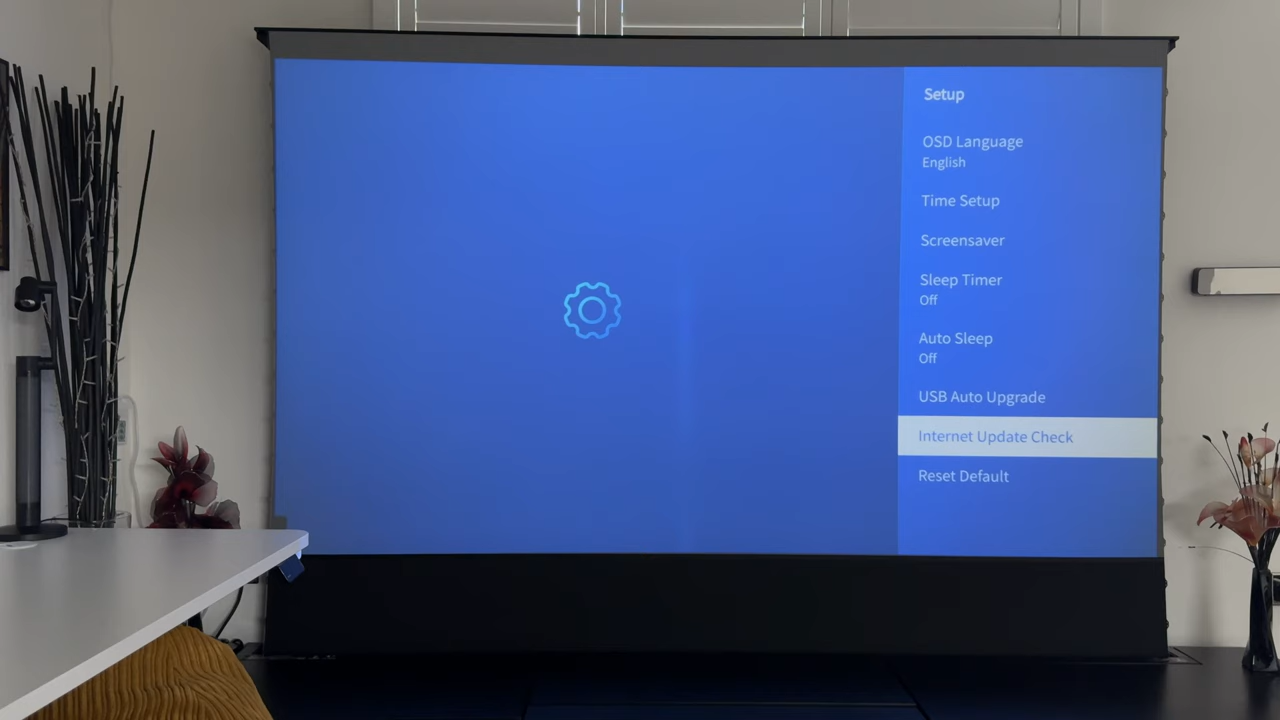 Setup
OSD Language
English
Time Setup
Screensaver
Sleep Timer
Off
Auto Sleep
Off
USB Auto Upgrade
Internet Update Check
Reset Default